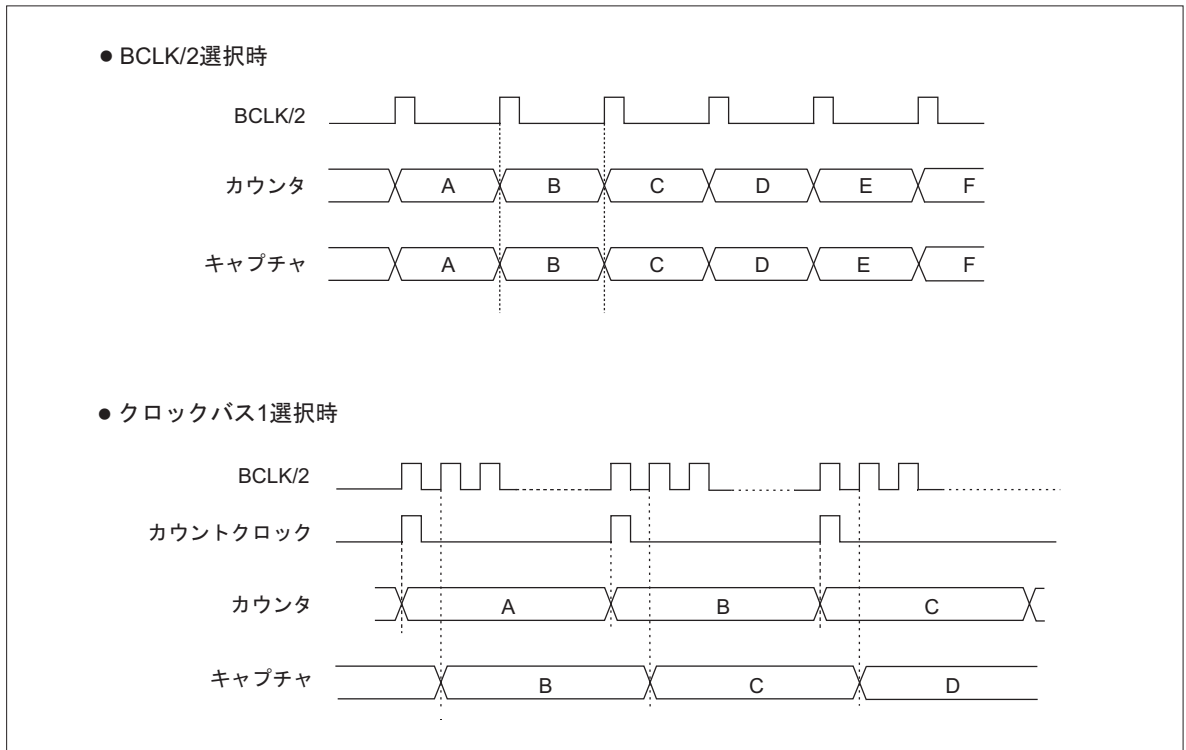 ● BCLK/2選択時
BCLK/2
カウンタ A B C D E F
キャプチャ A B C D E F
● クロックバス1選択時
BCLK/2
カウントクロック
カウンタ A B C
キャプチャ B C D